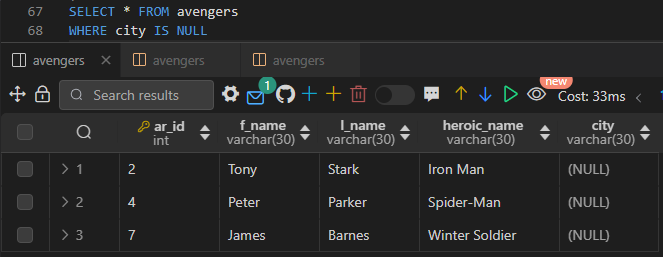 67 SELECT * FROM avengers
68 WHERE city IS NULL
avengers avengers avengers
Search results 1 new Cost: 33ms
ar_id f_name l_name heroic_name city
int varchar(30) varchar(30) varchar(30) varchar(30)
1 2 Tony Stark Iron Man (NULL)
2 4 Peter Parker Spider-Man (NULL)
3 7 James Barnes Winter Soldier (NULL)